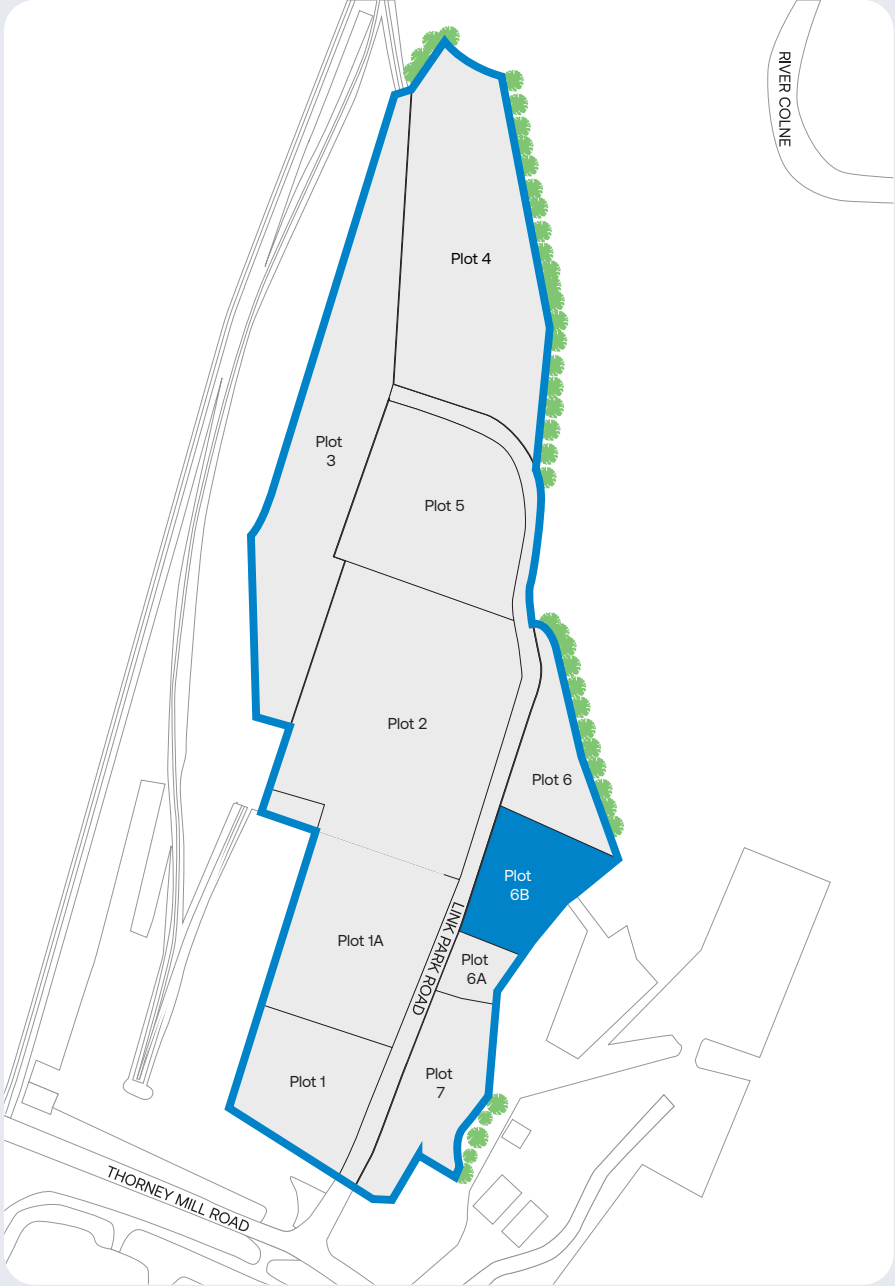 RIVER COLNE
Plot 4
Plot
3
Plot 5
Plot 2
Plot 6
Plot
6B
LINK PARK ROAD
Plot 1A
Plot
6A
Plot 1
Plot
7
THORNEY MILL ROAD